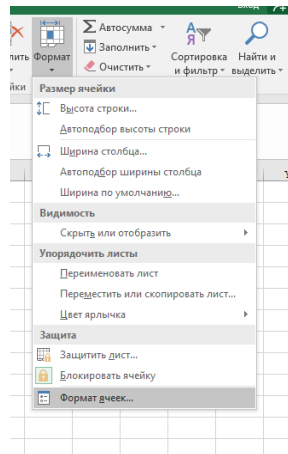 Вход
Автосумма
Заполнить
Очистить
Формат
Сортировка
и фильтр
Найти и
выделить
Размер ячейки
Высота строки...
Автоподбор высоты строки
Ширина столбца...
Автоподбор ширины столбца
Ширина по умолчанию...
Видимость
Скрыть или отобразить
Упорядочить листы
Переименовать лист
Переместить или скопировать лист...
Цвет ярлычка
Защита
Защитить лист...
Блокировать ячейку
Формат ячеек...